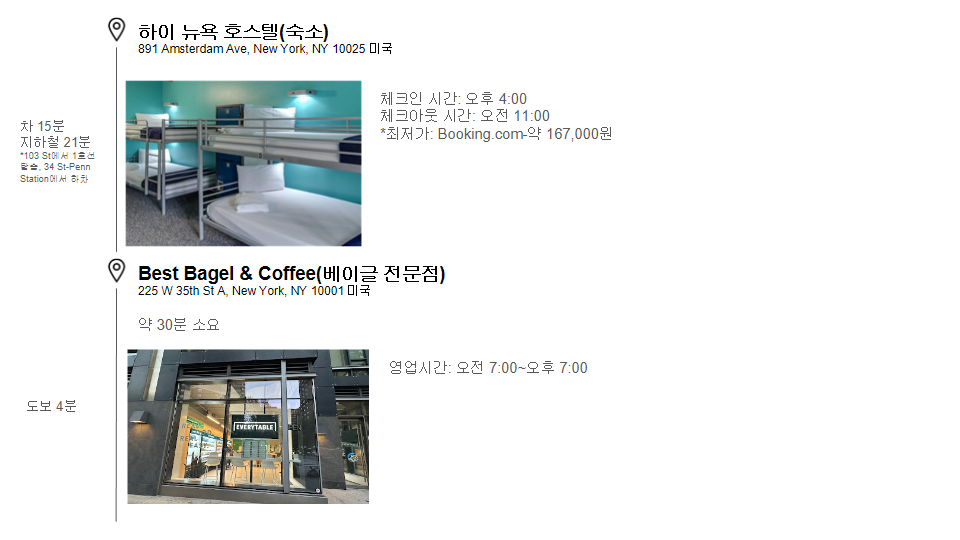 하이 뉴욕 호스텔(숙소)
891 Amsterdam Ave, New York, NY 10025 미국
체크인 시간: 오후 4:00
체크아웃 시간: 오전 11:00
*최저가: Booking.com-약 167,000원
차 15분
지하철 21분
*103 St에서 1호선
탑승, 34 St-Penn
Station에서 하차
Best Bagel & Coffee(베이글 전문점)
225 W 35th St A, New York, NY 10001 미국
약 30분 소요
영업시간: 오전 7:00~오후 7:00
도보 4분
EVERYTABLE